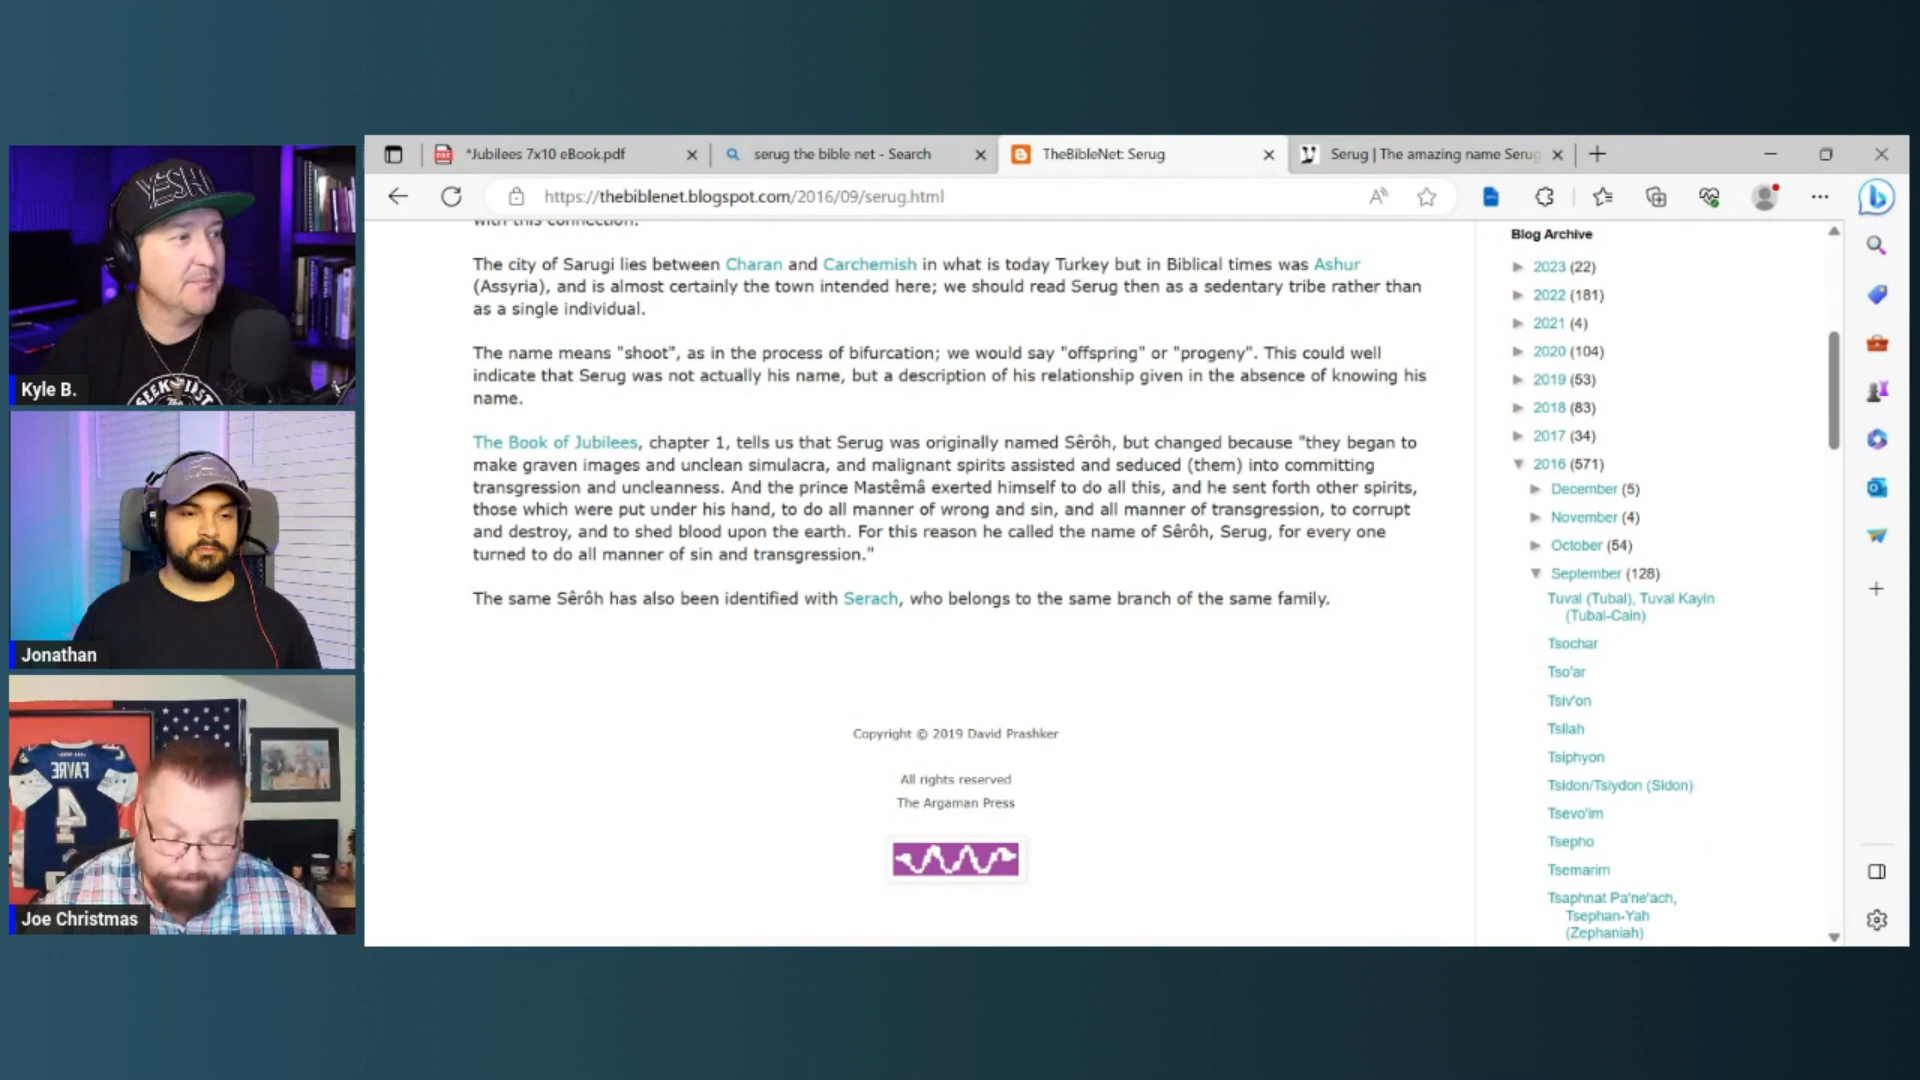 *Jubilees 7x10 eBook.pdf
serug the bible net - Search
TheBibleNet: Serug
Serug | The amazing name Serug
https://thebiblenet.blogspot.com/2016/09/serug.html
with this connection.
The city of Sarugi lies between Charan and Carchemish in what is today Turkey but in Biblical times was Ashur
(Assyria), and is almost certainly the town intended here; we should read Serug then as a sedentary tribe rather than
as a single individual.
The name means "shoot", as in the process of bifurcation; we would say "offspring" or "progeny". This could well
indicate that Serug was not actually his name, but a description of his relationship given in the absence of knowing his
name.
The Book of Jubilees, chapter 1, tells us that Serug was originally named Sêrôh, but changed because "they began to
make graven images and unclean simulacra, and malignant spirits assisted and seduced (them) into committing
transgression and uncleanness. And the prince Mastêmâ exerted himself to do all this, and he sent forth other spirits,
those which were put under his hand, to do all manner of wrong and sin, and all manner of transgression, to corrupt
and destroy, and to shed blood upon the earth. For this reason he called the name of Sêrôh, Serug, for every one
turned to do all manner of sin and transgression."
The same Sêrôh has also been identified with Serach, who belongs to the same branch of the same family.
Copyright © 2019 David Prashker
All rights reserved
The Argaman Press
Blog Archive
2023 (22)
2022 (181)
2021 (4)
2020 (104)
2019 (53)
2018 (83)
2017 (34)
2016 (571)
December (5)
November (4)
October (54)
September (128)
Tuval (Tubal), Tuval Kayin
(Tubal-Cain)
Tsochar
Tso'ar
Tsiv'on
Tsilah
Tsiphyon
Tsidon/Tsiydon (Sidon)
Tsevo'im
Tsepho
Tsemarim
Tsaphnat Pa'ne'ach,
Tsephan-Yah
(Zephaniah)
Kyle B.
Jonathan
FAVRE
4
Joe Christmas